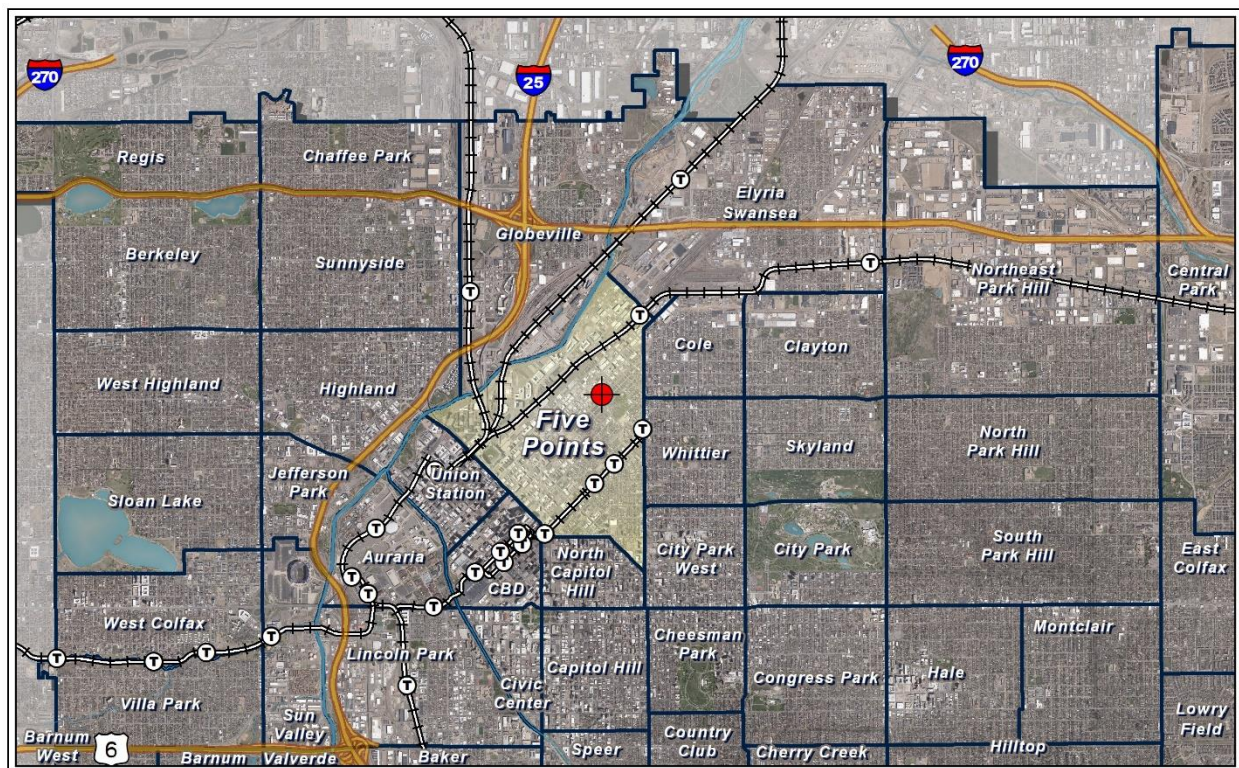 270
25
270
Regis
Chaffee Park
Elyria
Swansea
Globeville
Berkeley
Sunnyside
T
T
T
Northeast
Park Hill
Central
Park
T
Cole
Clayton
West Highland
Highland
Five
Points
T
Whittier
Skyland
North
Park Hill
T
T
T
Union
Station
Jefferson
Park
Sloan Lake
T
T
T
T
T
T
T
Auraria
CBD
North
Capitol
Hill
City Park
West
City Park
South
Park Hill
East
Colfax
T
T
T
West Colfax
T
T
T
T
Lincoln Park
Cheesman
Park
Montclair
Capitol Hill
Congress Park
Hale
T
Villa Park
Civic
Center
Sun
Valley
Lowry
Field
Barnum
West
6
Barnum
Valverde
Baker
Speer
Country
Club
Cherry Creek
Hilltop